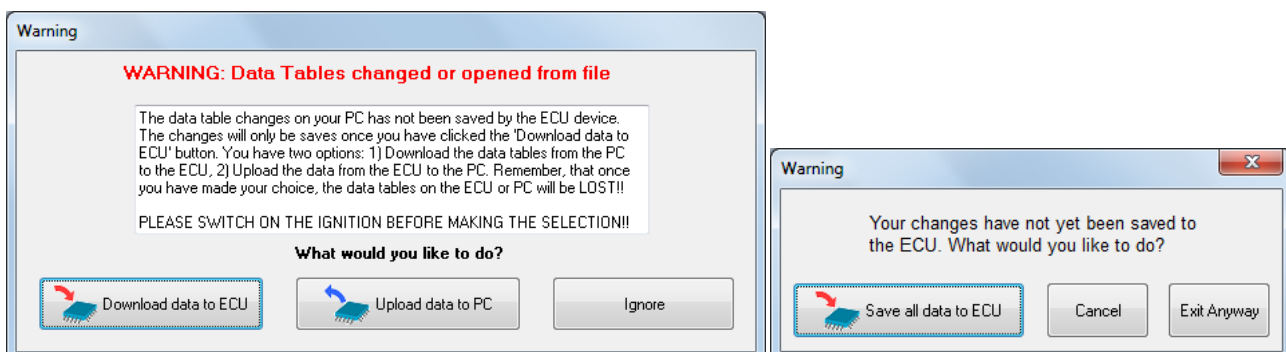 Warning
WARNING: Data Tables changed or opened from file
The data table changes on your PC has not been saved by the ECU device.
The changes will only be saves once you have clicked the 'Download data to
ECU' button. You have two options: 1) Download the data tables from the PC
to the ECU, 2) Upload the data from the ECU to the PC. Remember, that once
you have made your choice, the data tables on the ECU or PC will be LOST!!
PLEASE SWITCH ON THE IGNITION BEFORE MAKING THE SELECTION!!
What would you like to do?
Download data to ECU
Upload data to PC
Ignore
Warning
Your changes have not yet been saved to
the ECU. What would you like to do?
Save all data to ECU
Cancel
Exit Anyway